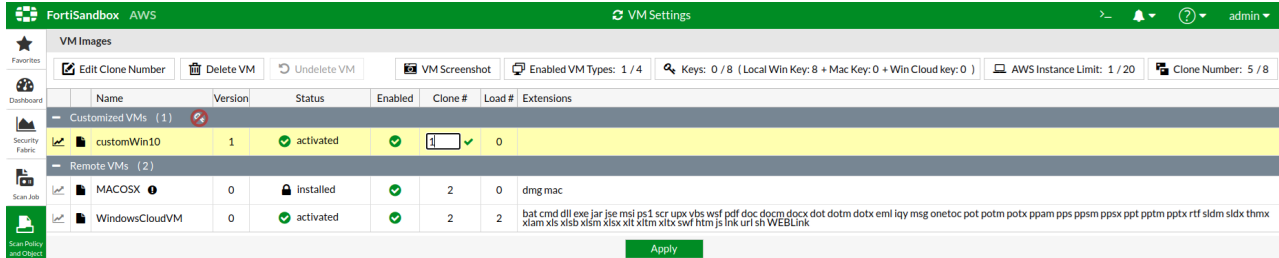 FortiSandbox AWS
VM Settings
>_
admin
Favorites
Dashboard
Security Fabric
Scan Job
Scan Policy and Object
VM Images
Edit Clone Number
Delete VM
Undelete VM
VM Screenshot
Enabled VM Types: 1 / 4
Keys: 0 / 8 ( Local Win Key: 8 + Mac Key: 0 + Win Cloud key: 0 )
AWS Instance Limit: 1 / 20
Clone Number: 5 / 8
Name Version Status Enabled Clone # Load # Extensions
Customized VMs (1)
customWin10 1 activated 1 0
Remote VMs (2)
MACOSX 0 installed 2 0 dmg mac
WindowsCloudVM 0 activated 2 2 bat cmd dll exe jar jse msi ps1 scr upx vbs wsf pdf doc docm docx dot dotm dotx eml iqy msg onetoc pot potm potx ppam pps ppsm ppsx ppt pptm pptx rtf sldm sldx thmx
xlam xls xlsb xlsm xlsx xlt xltm xltx swf htm js lnk url sh WEBLink
Apply